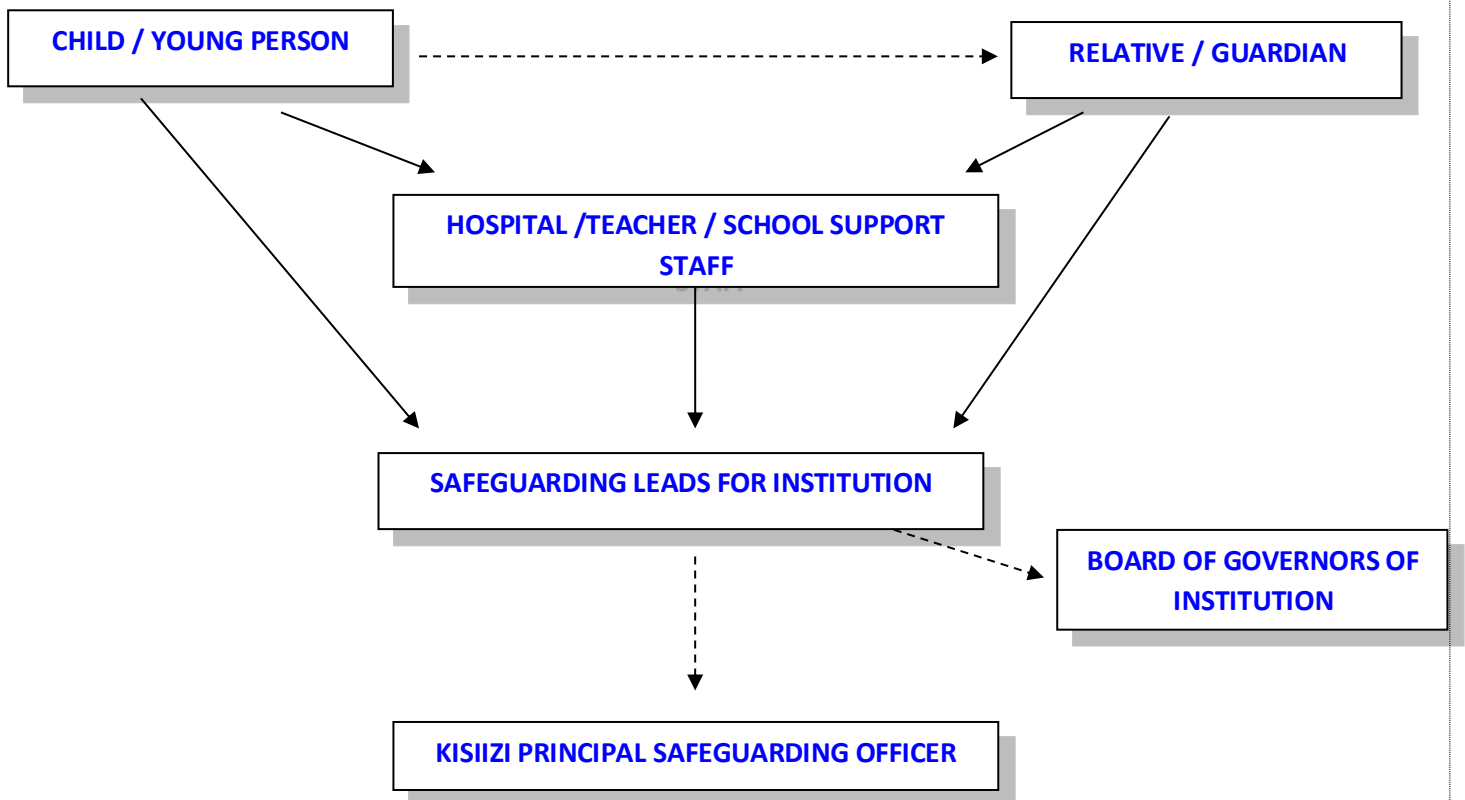 CHILD / YOUNG PERSON
RELATIVE / GUARDIAN
HOSPITAL /TEACHER / SCHOOL SUPPORT
STAFF
SAFEGUARDING LEADS FOR INSTITUTION
BOARD OF GOVERNORS OF
INSTITUTION
KISIIZI PRINCIPAL SAFEGUARDING OFFICER